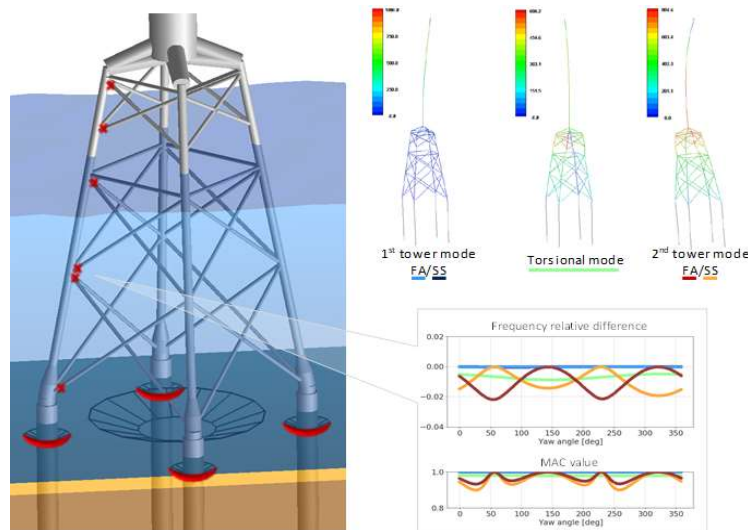 1st tower mode
FA/SS
Torsional mode
2nd tower mode
FA/SS
Frequency relative difference
0.02
0.00
−0.02
−0.04
0 50 100 150 200 250 300 350
Yaw angle [deg]
MAC value
1.0
0.8
0 50 100 150 200 250 300 350
Yaw angle [deg]